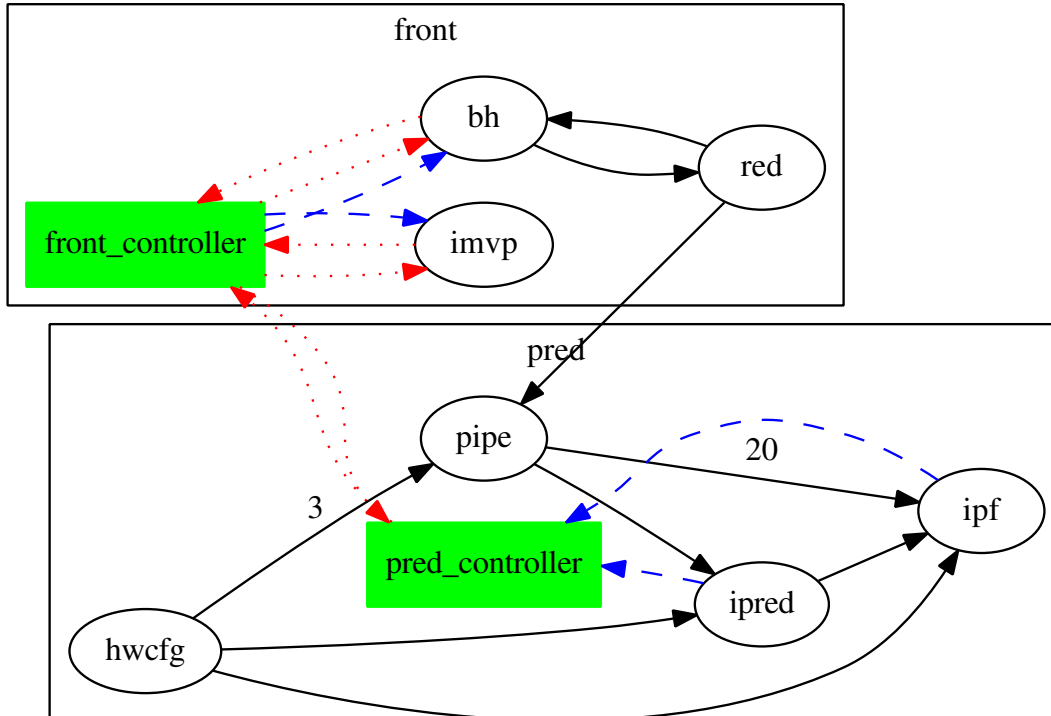 front
bh
red
front_controller
imvp
pred
pipe
20
3
ipf
pred_controller
ipred
hwcfg